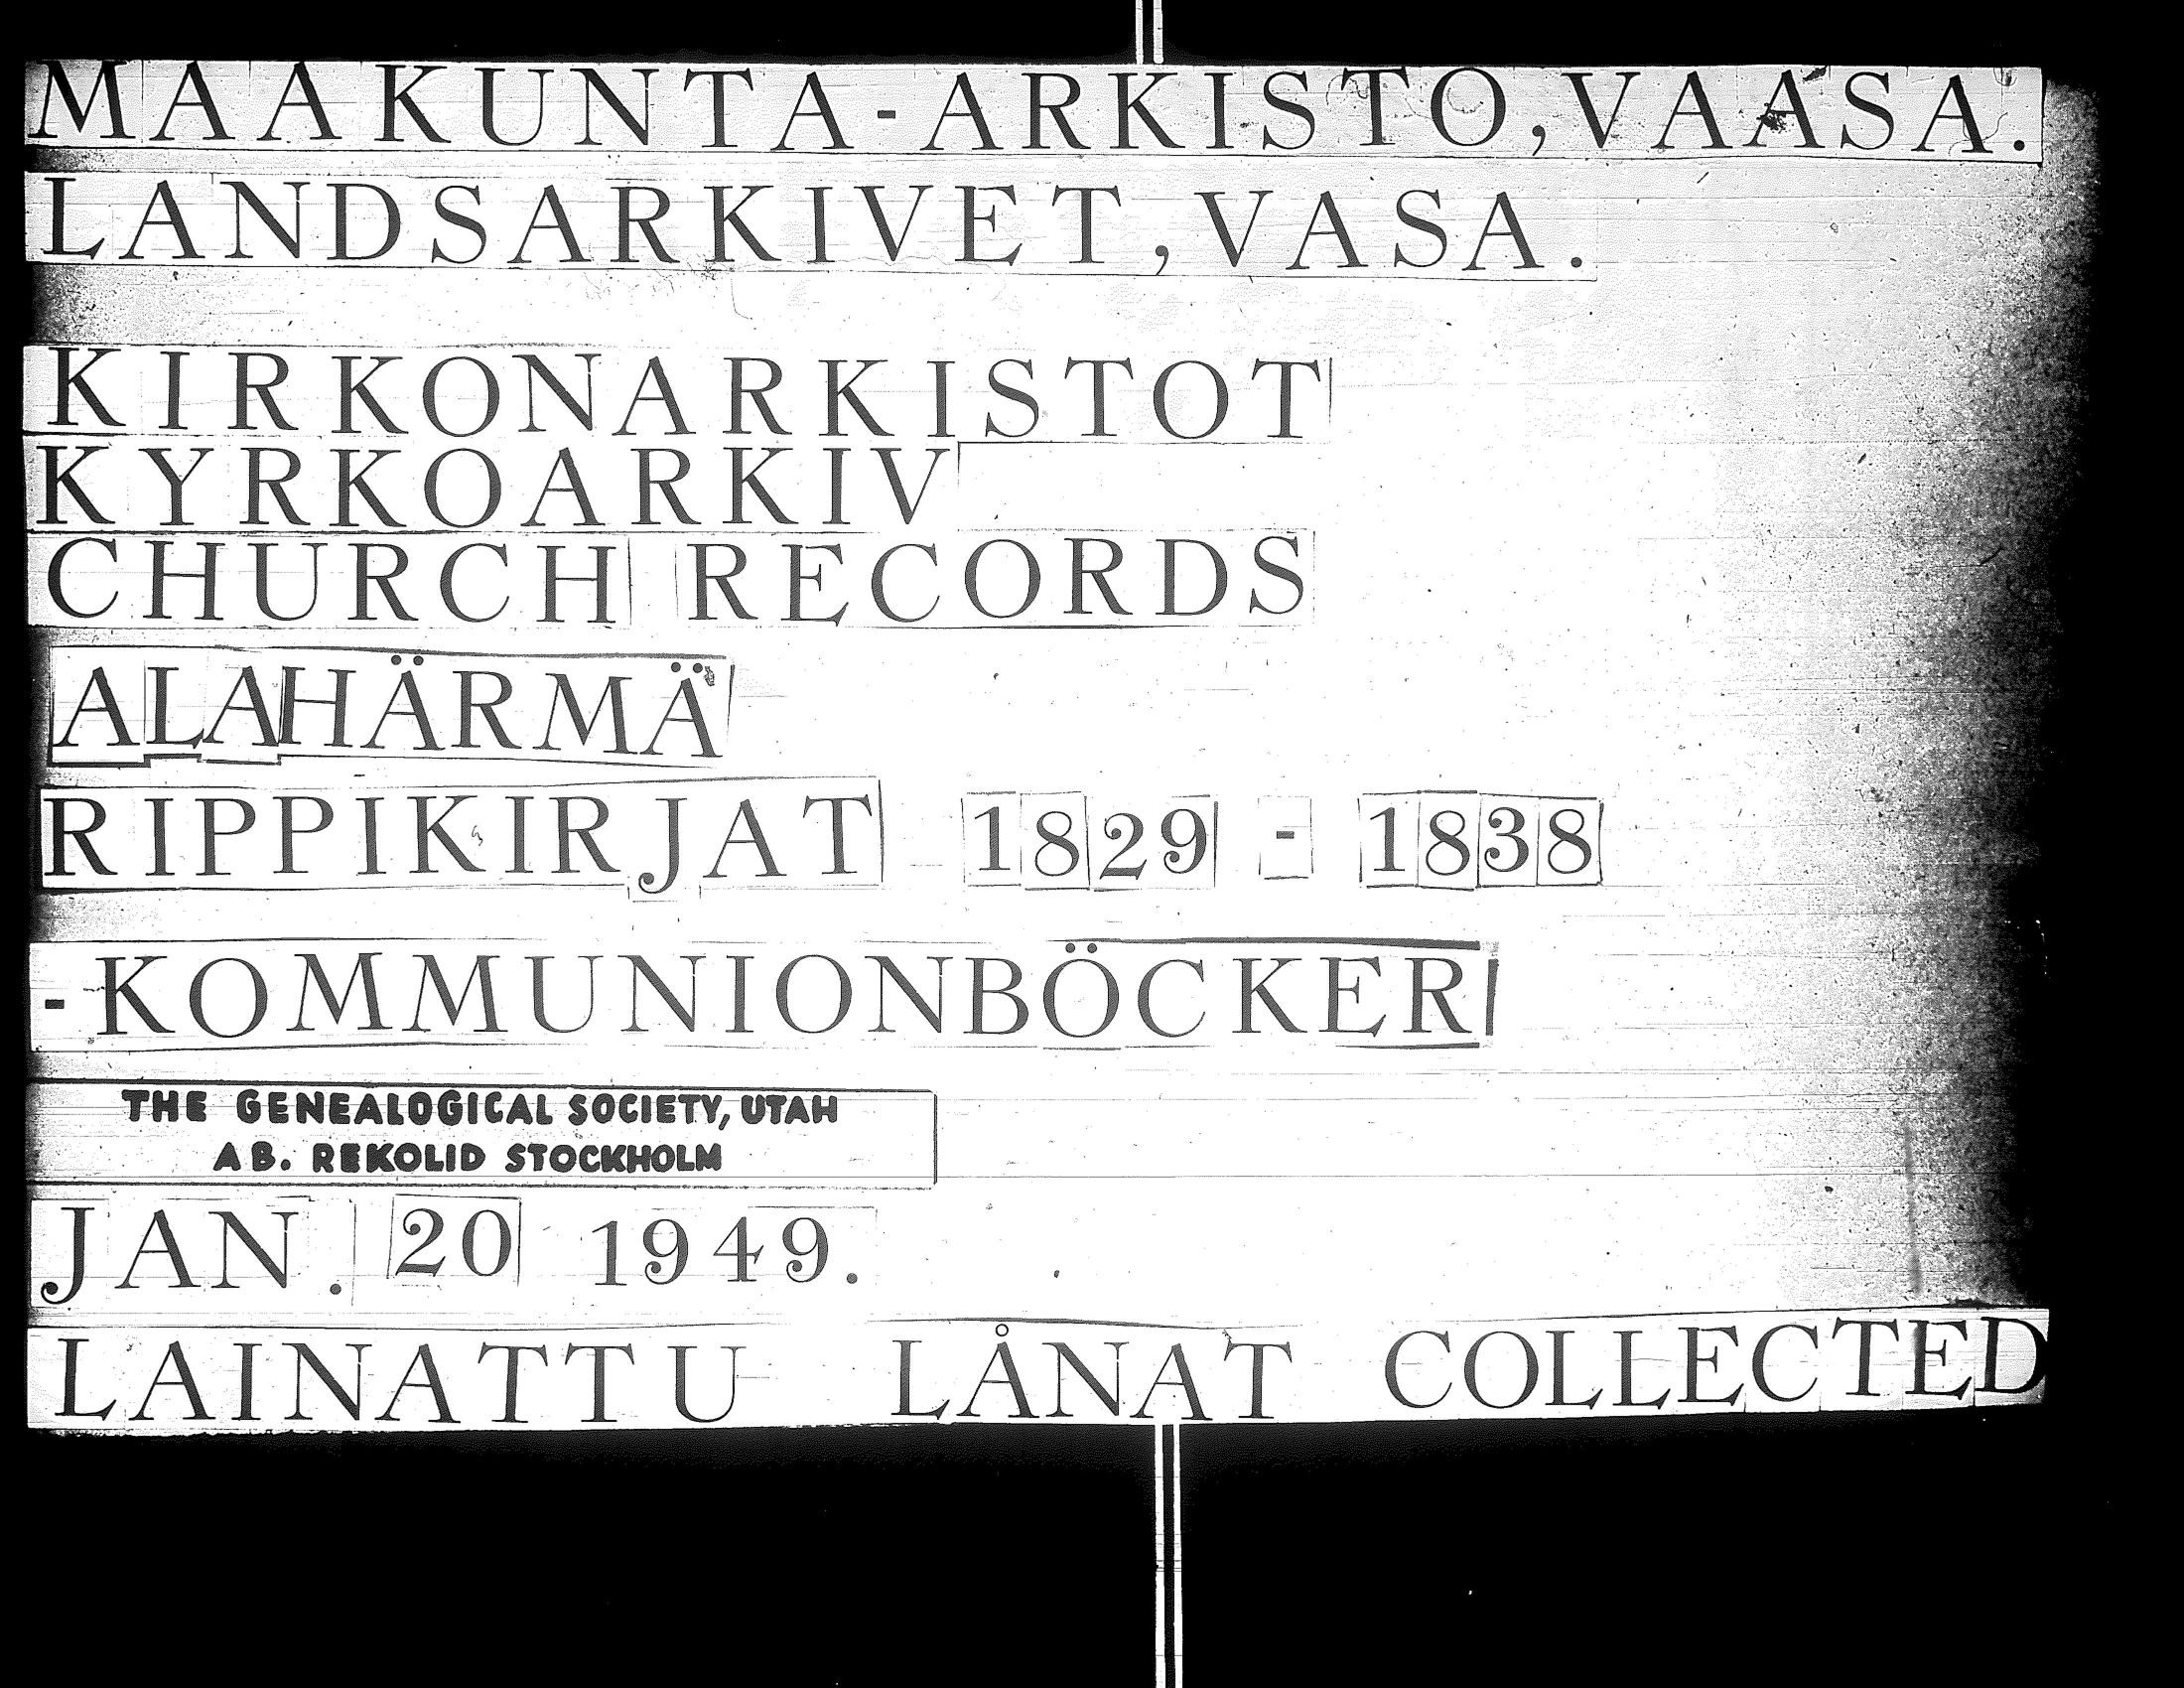 MAAKUNTA-ARKISTO, VAASA.
LANDSARKIVET, VASA.
KIRKONARKISTOT
KYRKOARKIV
CHURCH RECORDS
ALAHÄRMÄ
RIPPIKIRJAT 1829 - 1838
-KOMMUNIONBÖCKER
THE GENEALOGICAL SOCIETY, UTAH
AB. REKOLID STOCKHOLM
JAN. 20 1949.
LAINATTU LÅNAT COLLECTED